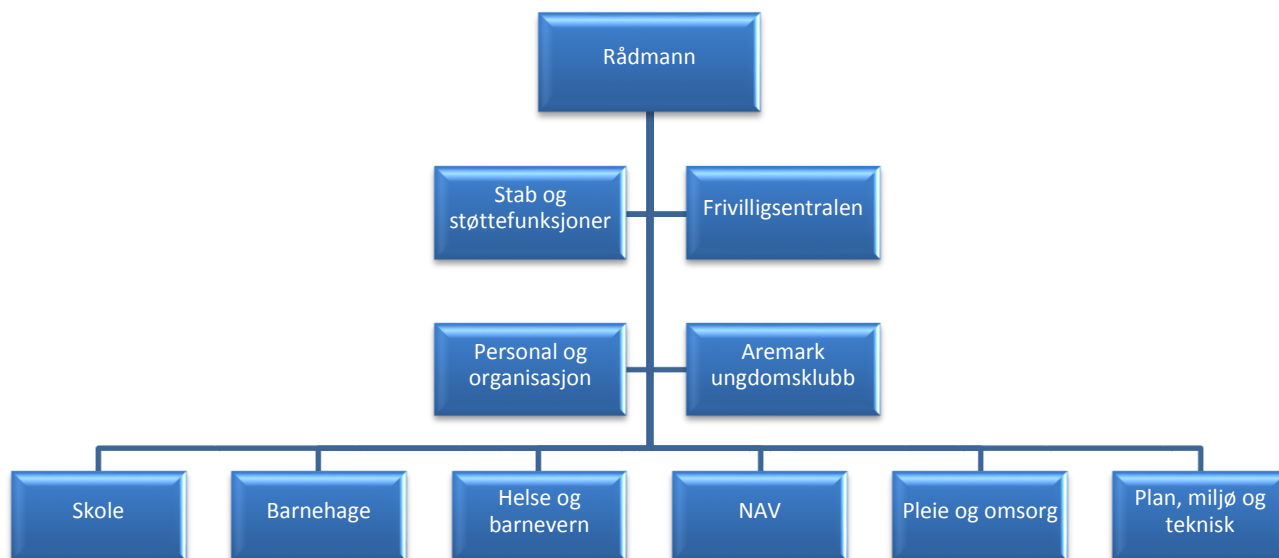 Rådmann
Stab og
støttefunksjoner
Frivilligsentralen
Personal og
organisasjon
Aremark
ungdomsklubb
Skole
Barnehage
Helse og
barnevern
NAV
Pleie og omsorg
Plan, miljø og
teknisk